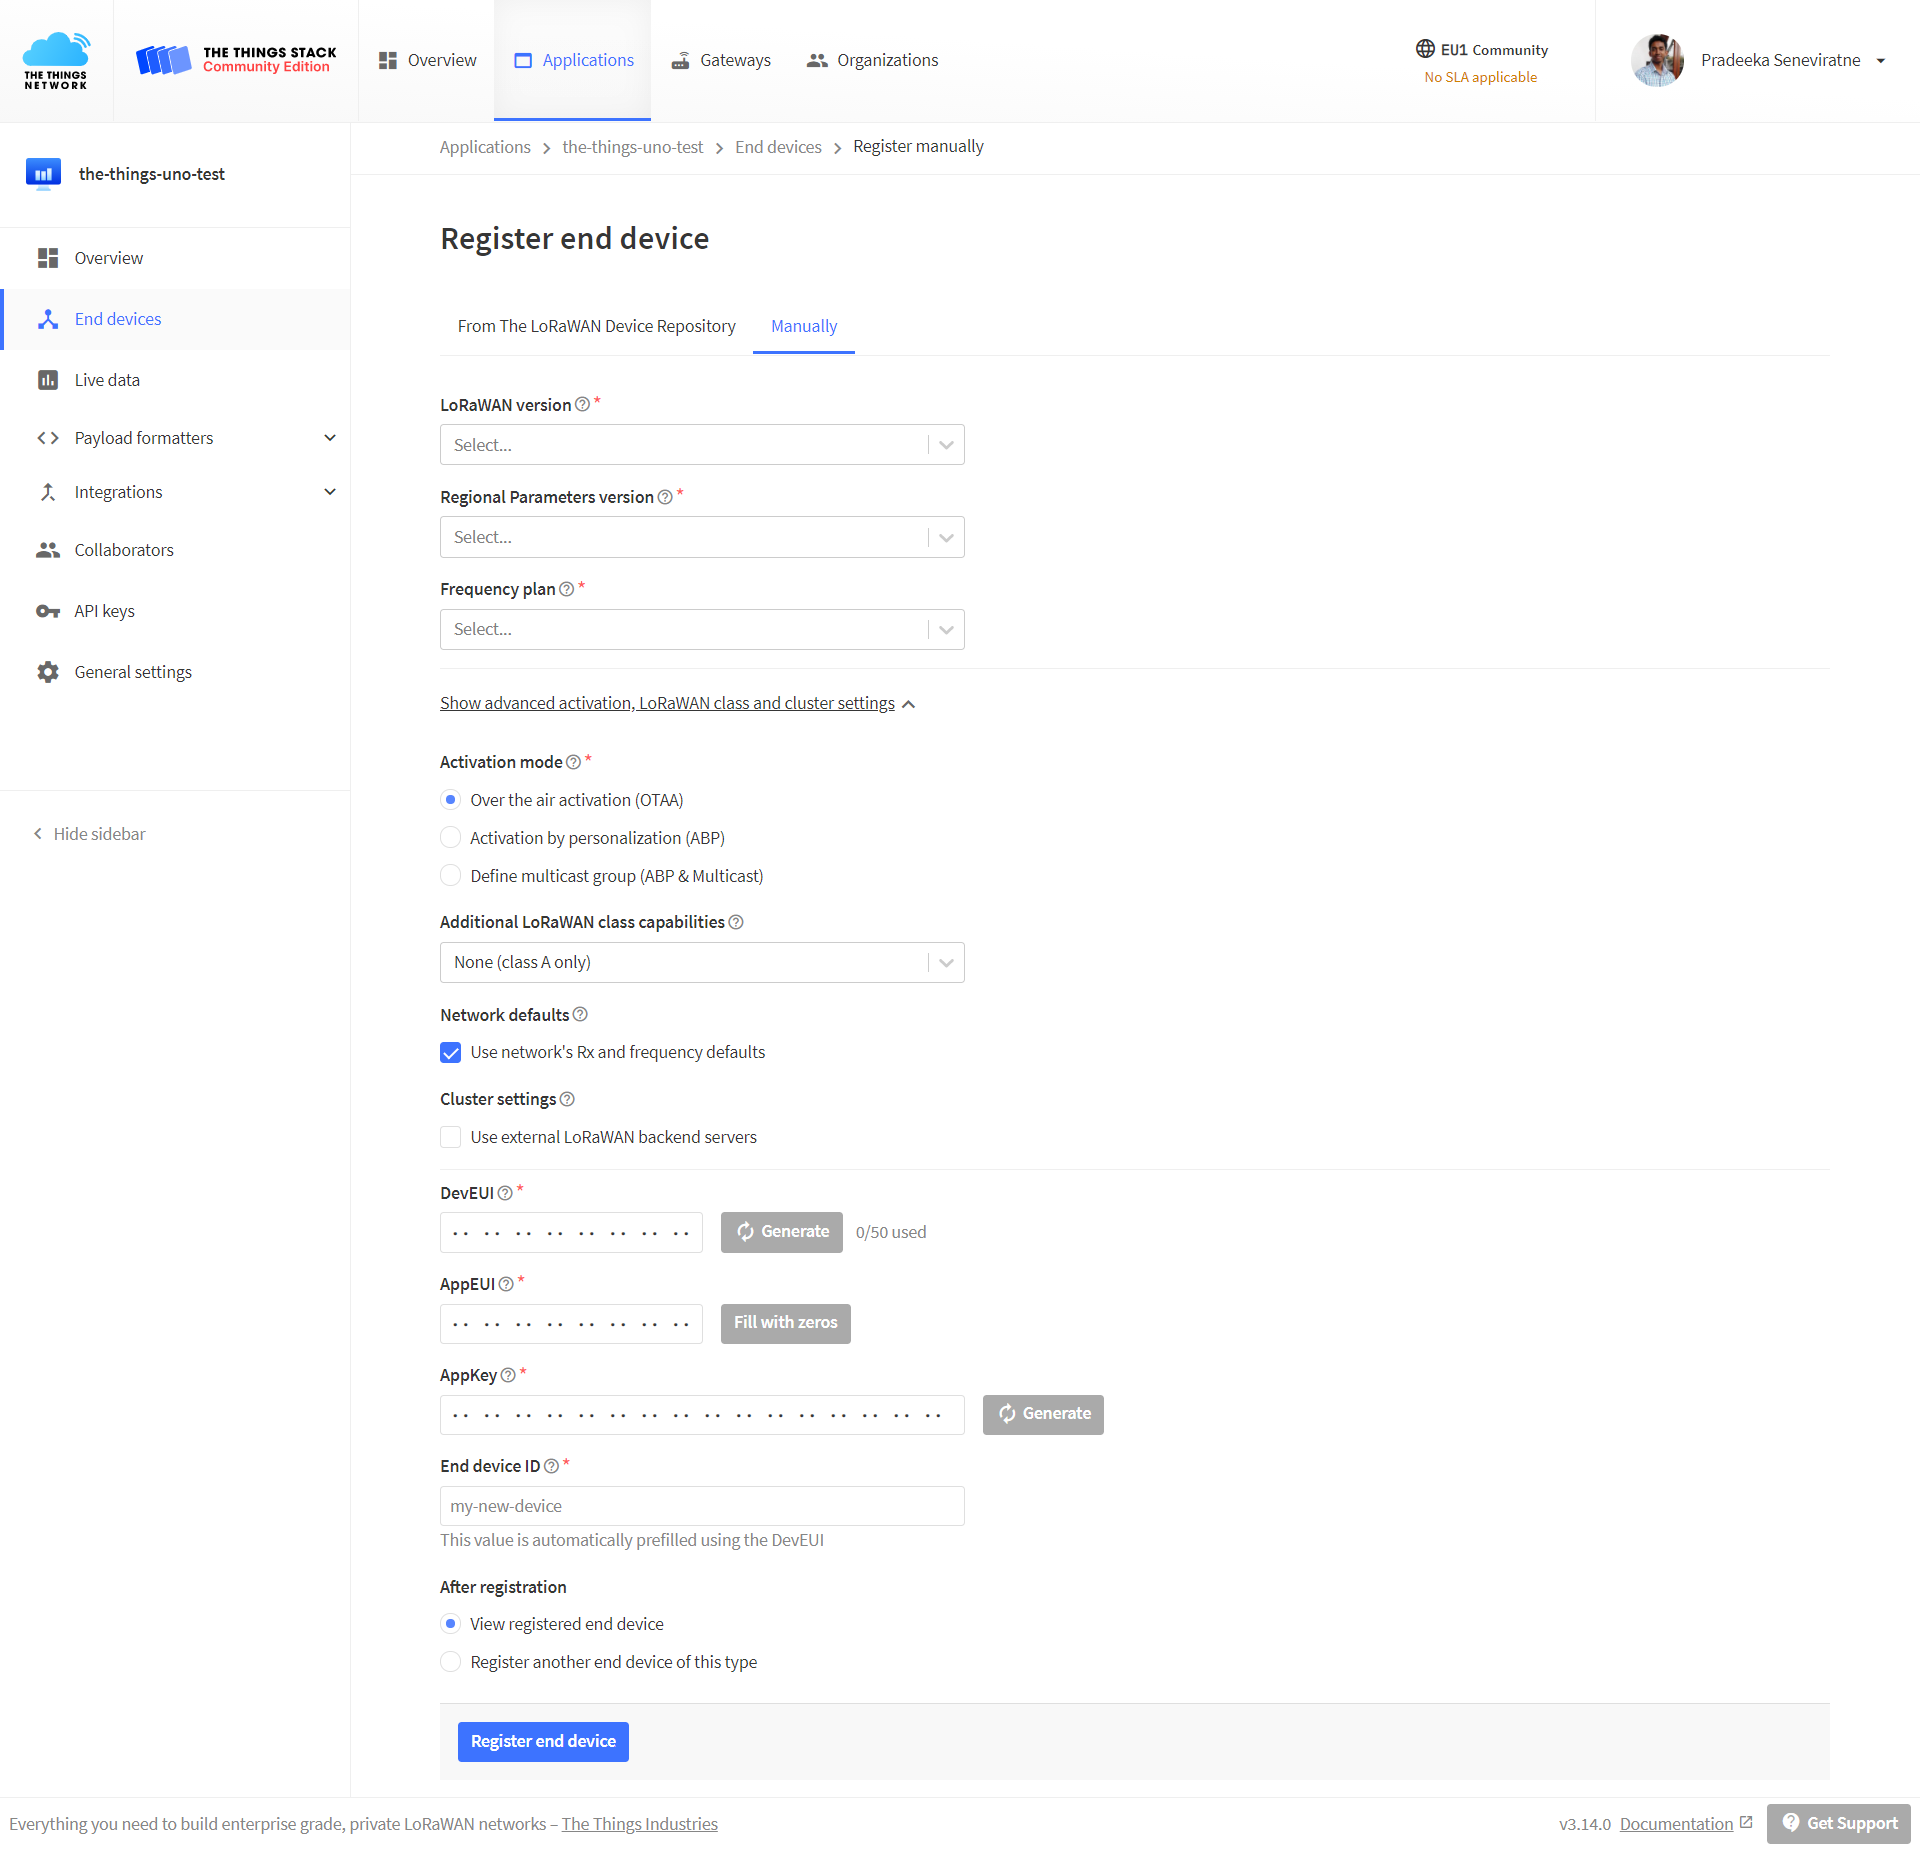 THE THINGS
NETWORK
THE THINGS STACK
Community Edition
Overview
Applications
Gateways
Organizations
EU1 Community
No SLA applicable
Pradeeka Seneviratne
the-things-uno-test
Overview
End devices
Live data
Payload formatters
Integrations
Collaborators
API keys
General settings
Hide sidebar
Applications > the-things-uno-test > End devices > Register manually
Register end device
From The LoRaWAN Device Repository
Manually
LoRaWAN version *
Select...
Regional Parameters version *
Select...
Frequency plan *
Select...
Show advanced activation, LoRaWAN class and cluster settings
Activation mode *
Over the air activation (OTAA)
Activation by personalization (ABP)
Define multicast group (ABP & Multicast)
Additional LoRaWAN class capabilities
None (class A only)
Network defaults
Use network's Rx and frequency defaults
Cluster settings
Use external LoRaWAN backend servers
DevEUI *
·· ·· ·· ·· ·· ·· ·· ·· Generate 0/50 used
AppEUI *
·· ·· ·· ·· ·· ·· ·· ·· Fill with zeros
AppKey *
·· ·· ·· ·· ·· ·· ·· ·· ·· ·· ·· ·· ·· ·· ·· ·· Generate
End device ID *
my-new-device
This value is automatically prefilled using the DevEUI
After registration
View registered end device
Register another end device of this type
Register end device
Everything you need to build enterprise grade, private LoRaWAN networks – The Things Industries
v3.14.0 Documentation
Get Support